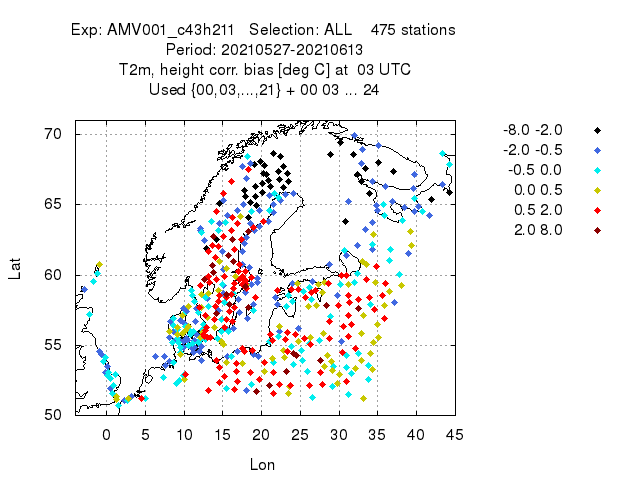 Exp: AMV001_c43h211 Selection: ALL 475 stations
Period: 20210527-20210613
T2m, height corr. bias [deg C] at 03 UTC
Used {00,03,...,21} + 00 03 ... 24
70
65
60
55
50
Lat
0 5 10 15 20 25 30 35 40 45
Lon
-8.0 -2.0
-2.0 -0.5
-0.5 0.0
0.0 0.5
0.5 2.0
2.0 8.0